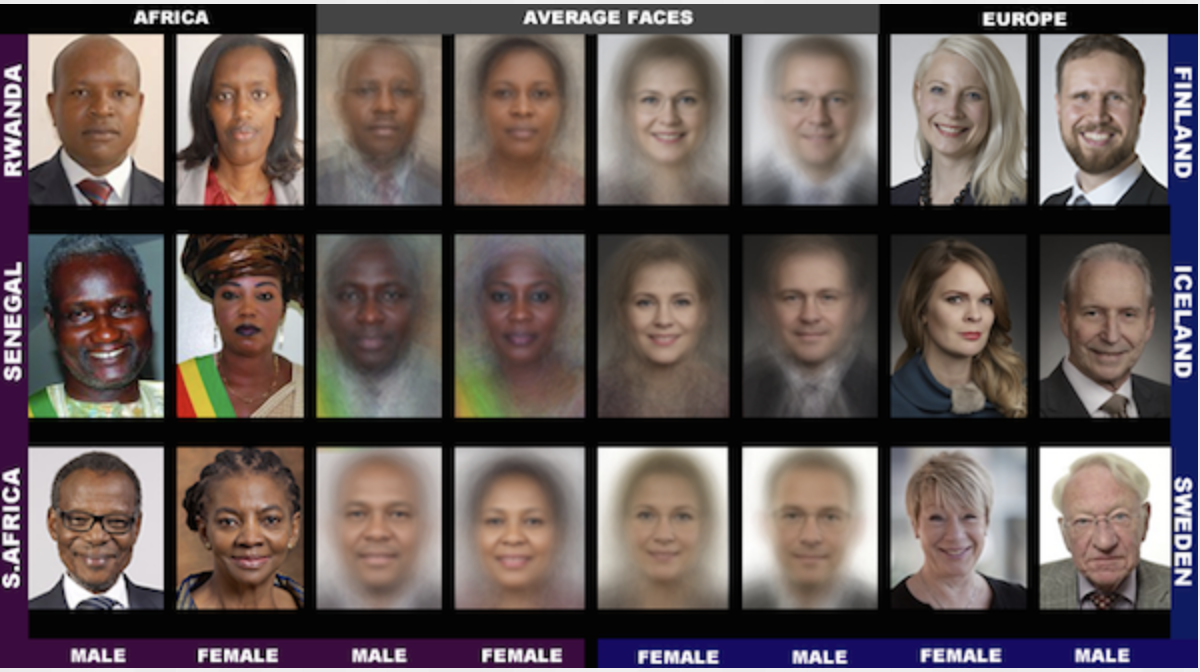 AFRICA
AVERAGE FACES
EUROPE
RWANDA
FINLAND
SENEGAL
ICELAND
S.AFRICA
SWEDEN
MALE
FEMALE
MALE
FEMALE
FEMALE
MALE
FEMALE
MALE